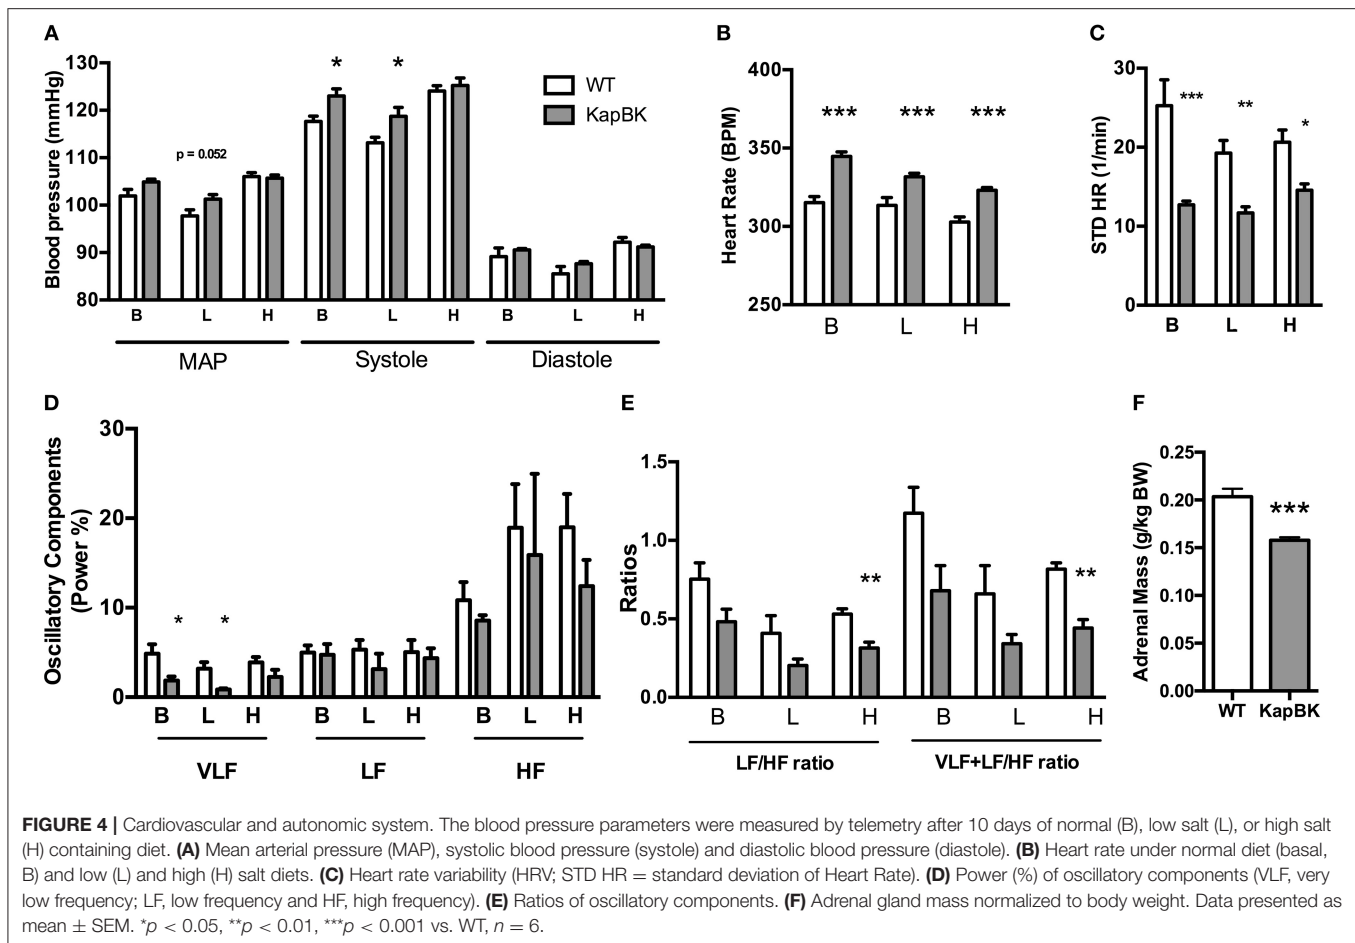 A
130
120
110
100
90
80
Blood pressure (mmHg)
p = 0.052
*
*
WT
KapBK
B
L
H
B
L
H
B
L
H
MAP
Systole
Diastole
B
400
350
300
250
Heart Rate (BPM)
***
***
***
B
L
H
C
30
20
10
0
STD HR (1/min)
***
**
*
B
L
H
D
30
20
10
0
Oscillatory Components
(Power %)
*
*
B
L
H
B
L
H
B
L
H
VLF
LF
HF
E
1.5
1.0
0.5
0.0
Ratios
**
**
B
L
H
B
L
H
LF/HF ratio
VLF+LF/HF ratio
F
0.25
0.20
0.15
0.10
0.05
0.00
Adrenal Mass (g/kg BW)
***
WT
KapBK
FIGURE 4 | Cardiovascular and autonomic system. The blood pressure parameters were measured by telemetry after 10 days of normal (B), low salt (L), or high salt
(H) containing diet. (A) Mean arterial pressure (MAP), systolic blood pressure (systole) and diastolic blood pressure (diastole). (B) Heart rate under normal diet (basal,
B) and low (L) and high (H) salt diets. (C) Heart rate variability (HRV; STD HR = standard deviation of Heart Rate). (D) Power (%) of oscillatory components (VLF, very
low frequency; LF, low frequency and HF, high frequency). (E) Ratios of oscillatory components. (F) Adrenal gland mass normalized to body weight. Data presented as
mean ± SEM. *p < 0.05, **p < 0.01, ***p < 0.001 vs. WT, n = 6.